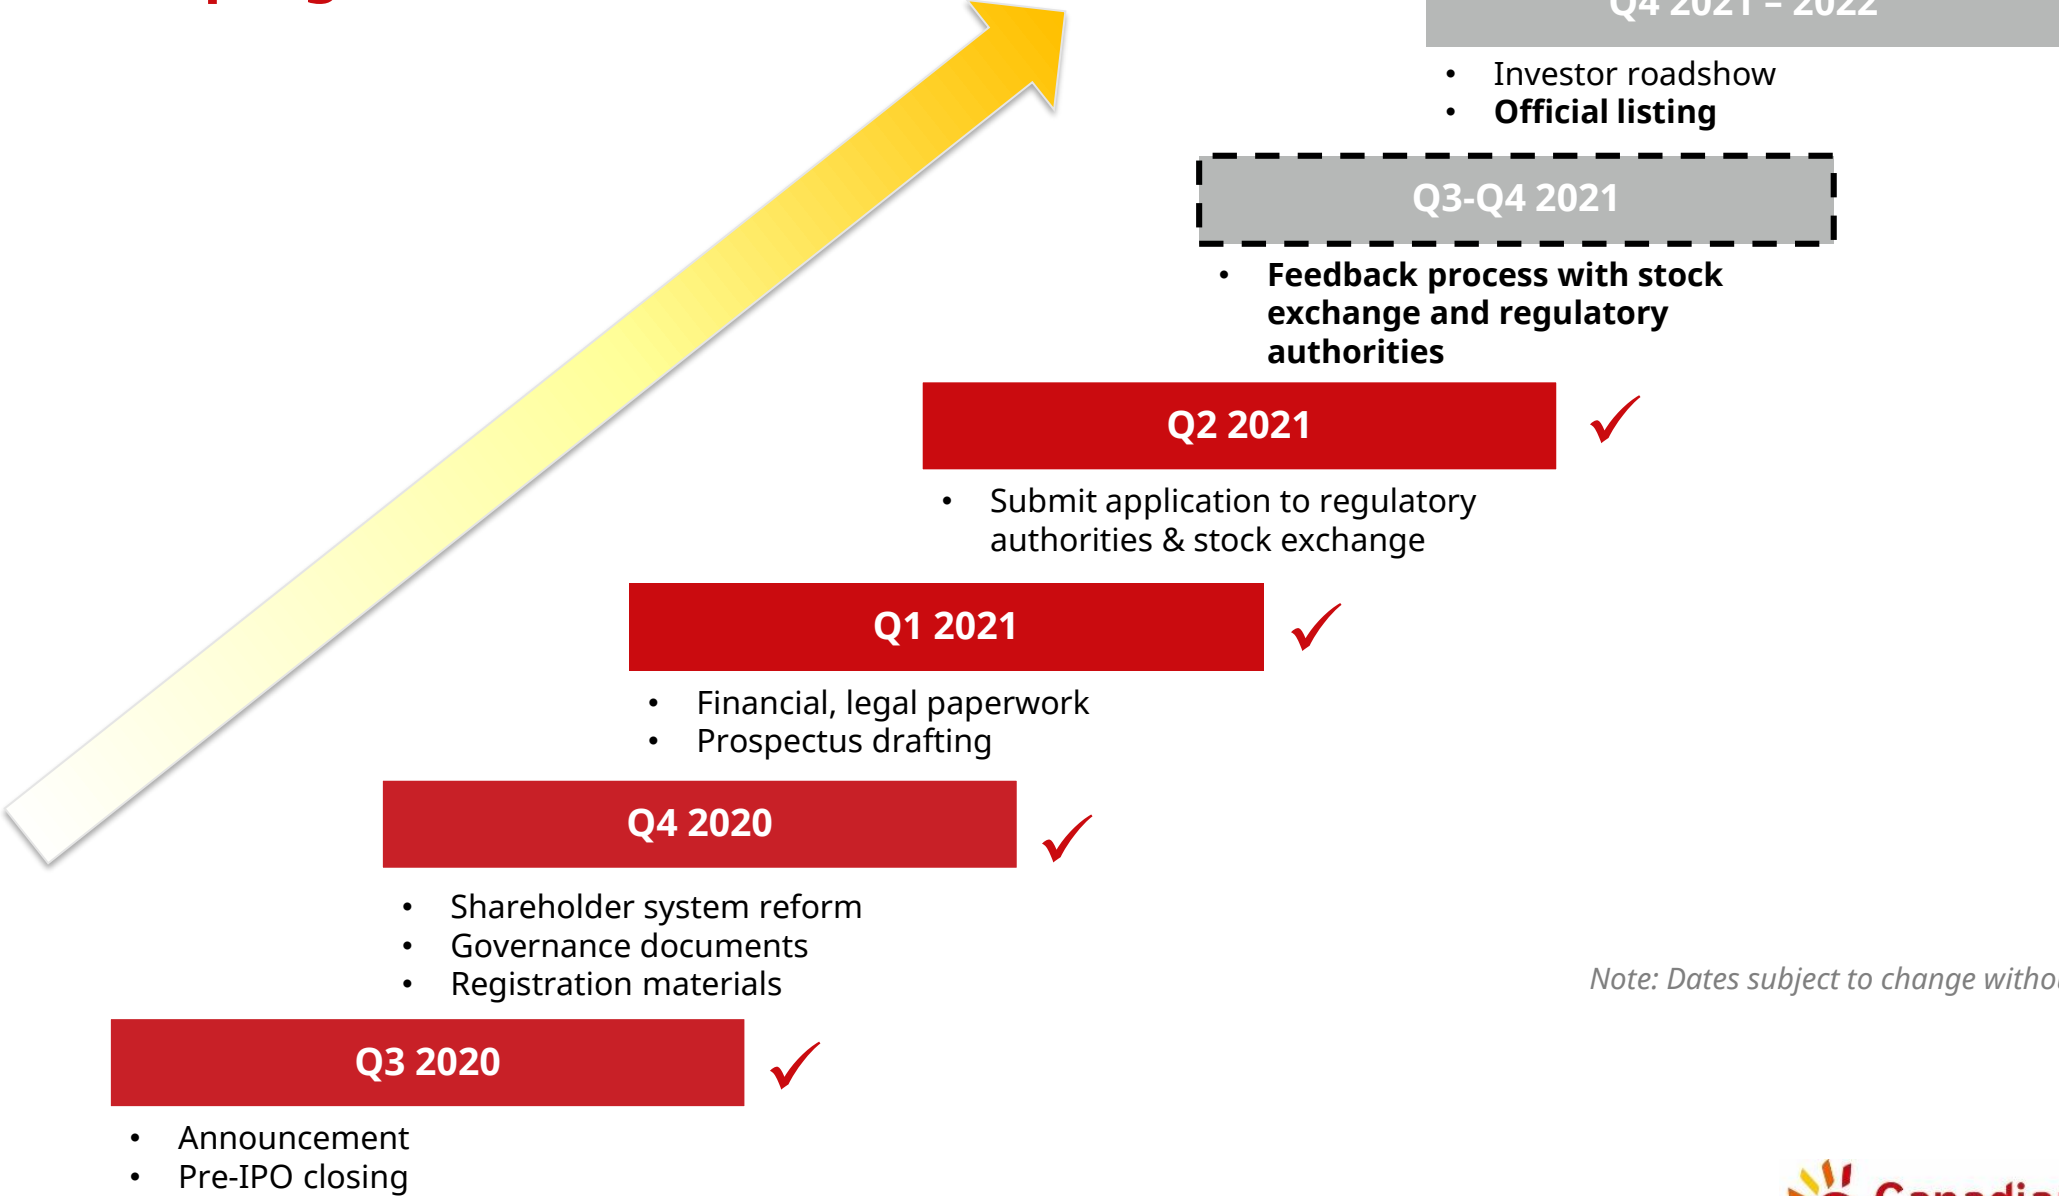 Q4 2021 – 2022
• Investor roadshow
• Official listing
Q3-Q4 2021
• Feedback process with stock
exchange and regulatory
authorities
Q2 2021
• Submit application to regulatory
authorities & stock exchange
Q1 2021
• Financial, legal paperwork
• Prospectus drafting
Q4 2020
• Shareholder system reform
• Governance documents
• Registration materials
Note: Dates subject to change
Q3 2020
• Announcement
• Pre-IPO closing